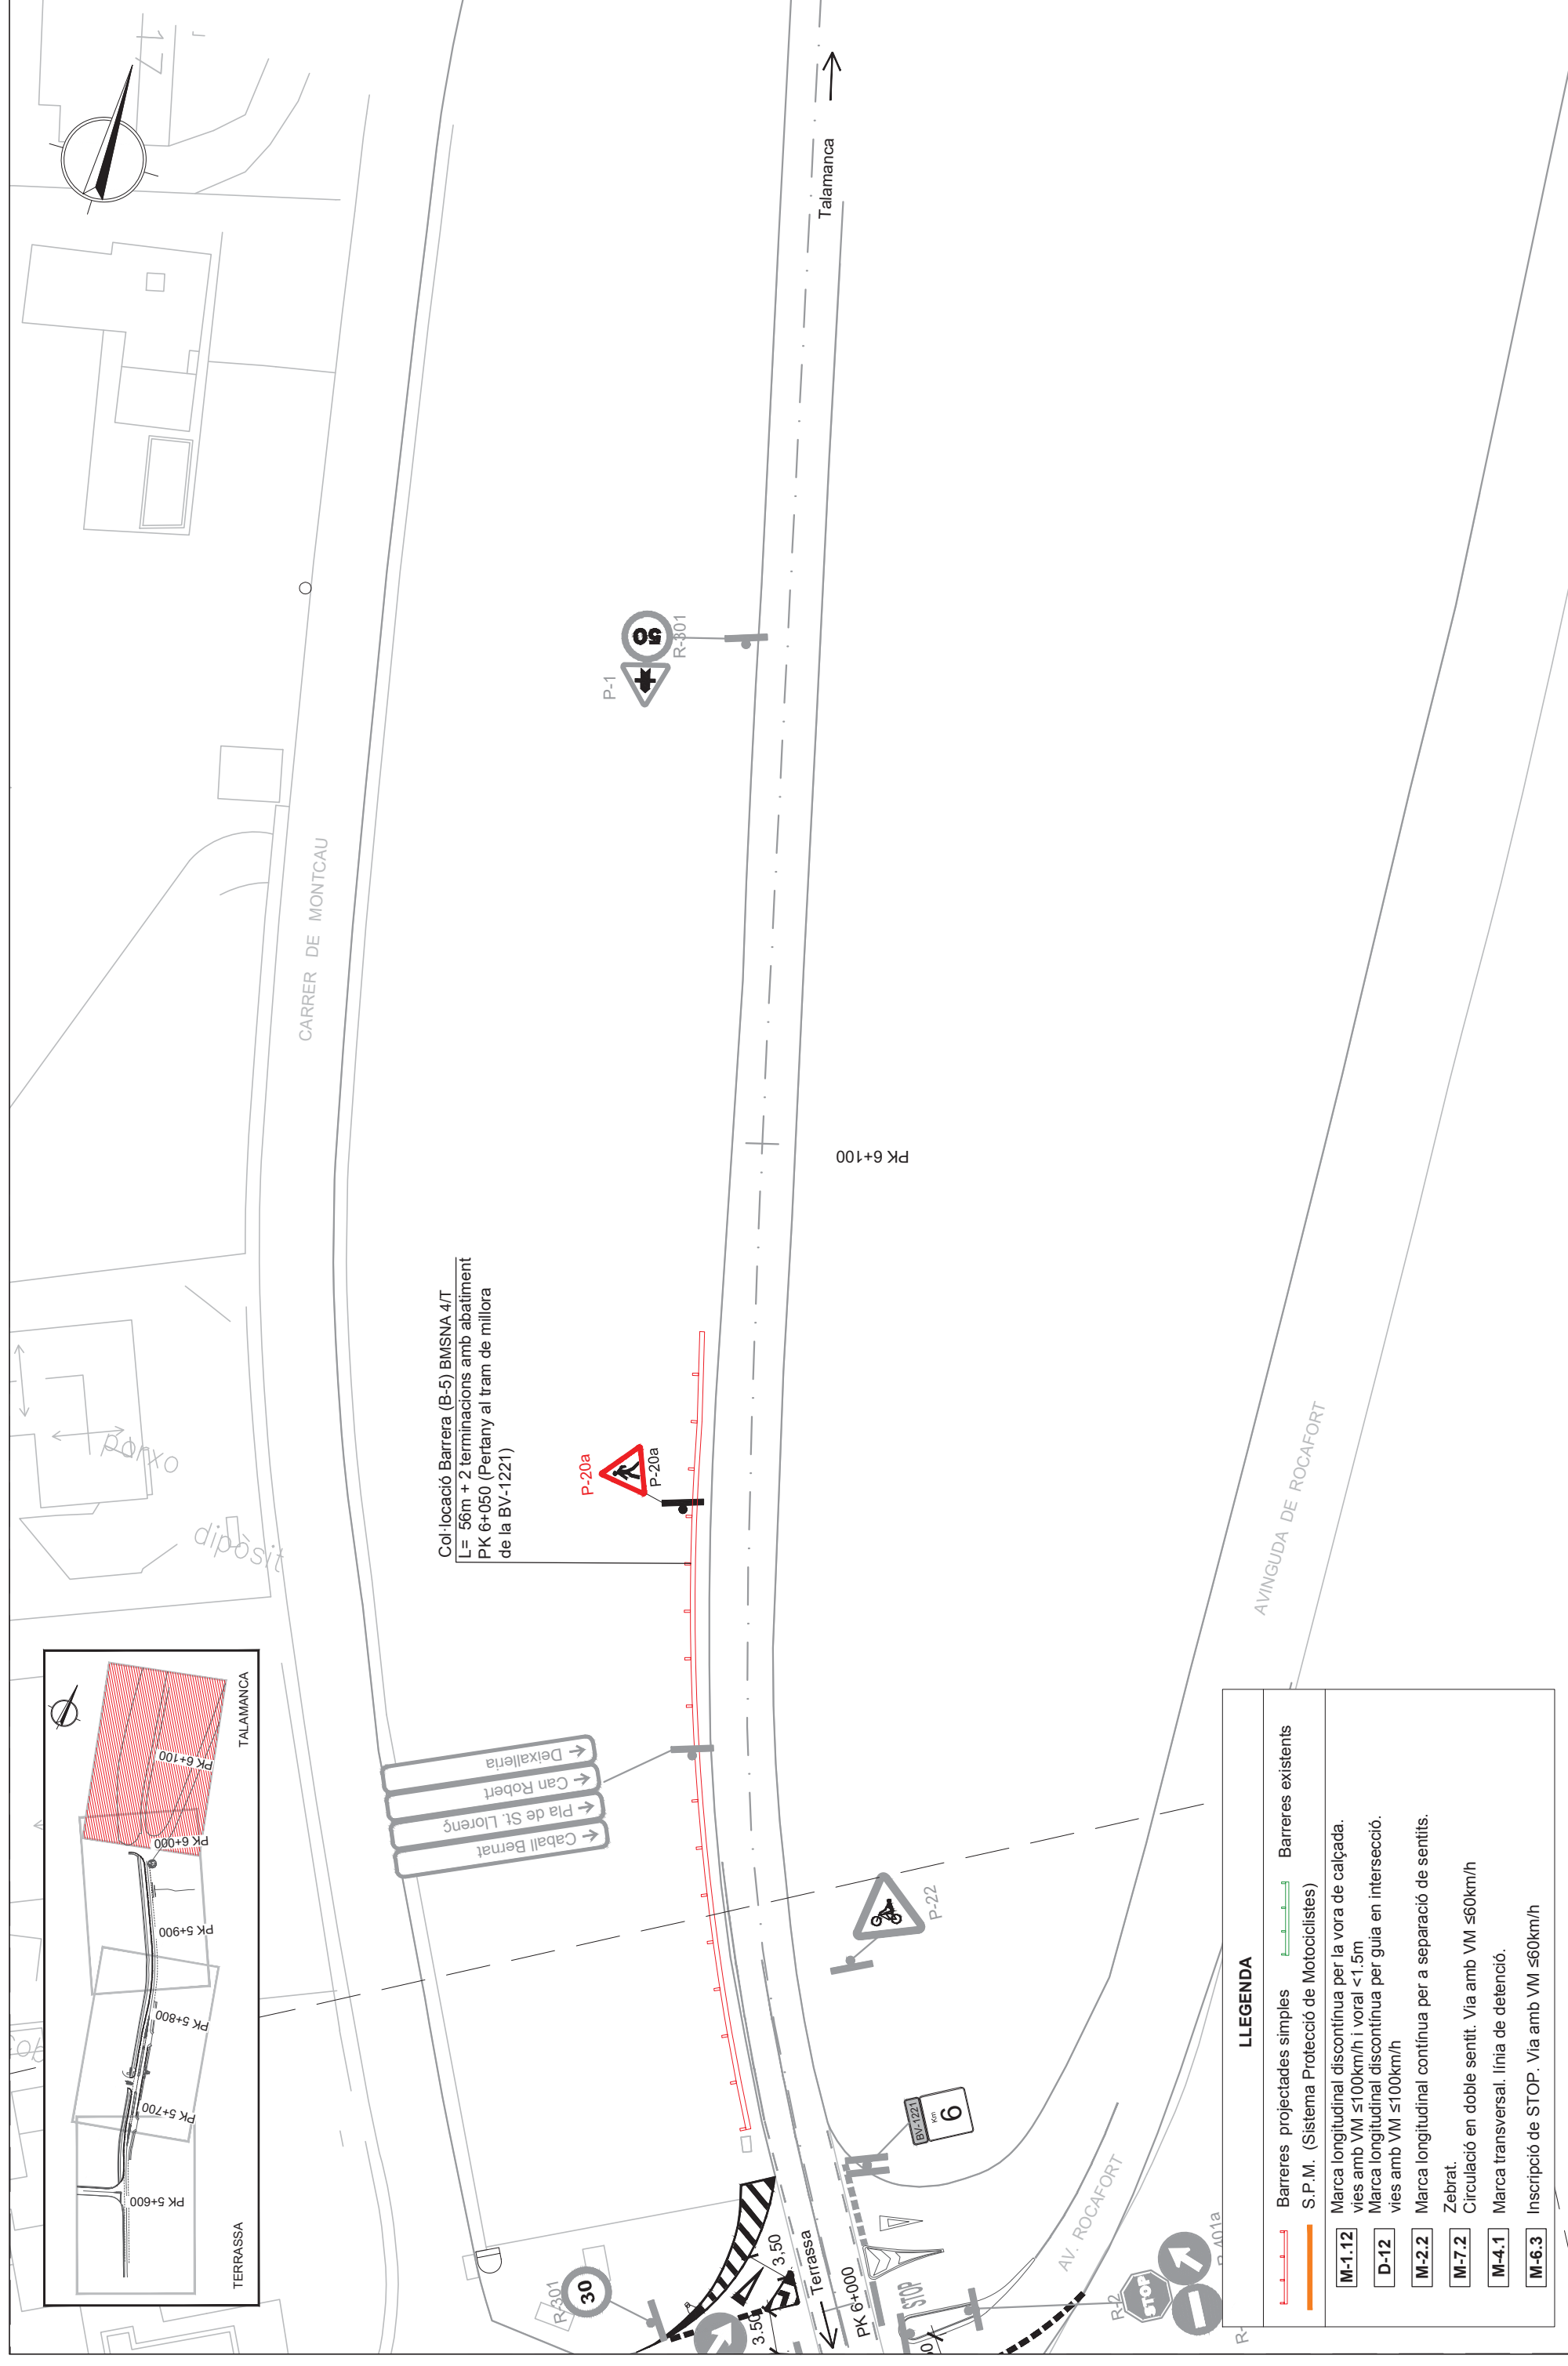 17
CARRER DE MONTCAU
porxo
dipòsit
Talamanca
P-1
50
R-301
PK 6+100
Col·locació Barrera (B-5) BMSNA 4/T
L= 56m + 2 terminacions amb abatiment
PK 6+050 (Pertany al tram de millora
de la BV-1221)
P-20a
P-20a
Caball Bernat
Pla de St. Llorenç
Can Robert
Deixalleria
P-22
BV-1221
Km
6
AVINGUDA DE ROCAFORT
AV. ROCAFORT
R-301
30
3.50
3,50
Terrassa
PK 6+000
STOP
R-2
STOP
R-401a
R-
TERRASSA
PK 5+600
PK 5+700
PK 5+800
PK 5+900
PK 6+000
PK 6+100
TALAMANCA
LLEGENDA
Barreres projectades simples
Barreres existents
S.P.M. (Sistema Protecció de Motociclistes)
M-1.12 Marca longitudinal discontínua per la vora de calçada.
vies amb VM ≤100km/h i voral <1.5m
D-12 Marca longitudinal discontínua per guia en intersecció.
vies amb VM ≤100km/h
M-2.2 Marca longitudinal contínua per a separació de sentits.
M-7.2 Zebrat.
Circulació en doble sentit. Via amb VM ≤60km/h
M-4.1 Marca transversal. línia de detenció.
M-6.3 Inscripció de STOP. Via amb VM ≤60km/h